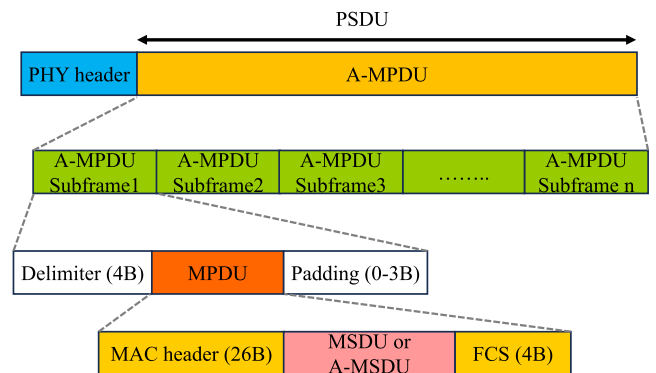 PSDU
PHY header
A-MPDU
A-MPDU
Subframe1
A-MPDU
Subframe2
A-MPDU
Subframe3
……..
A-MPDU
Subframe n
Delimiter (4B)
MPDU
Padding (0-3B)
MAC header (26B)
MSDU or
A-MSDU
FCS (4B)